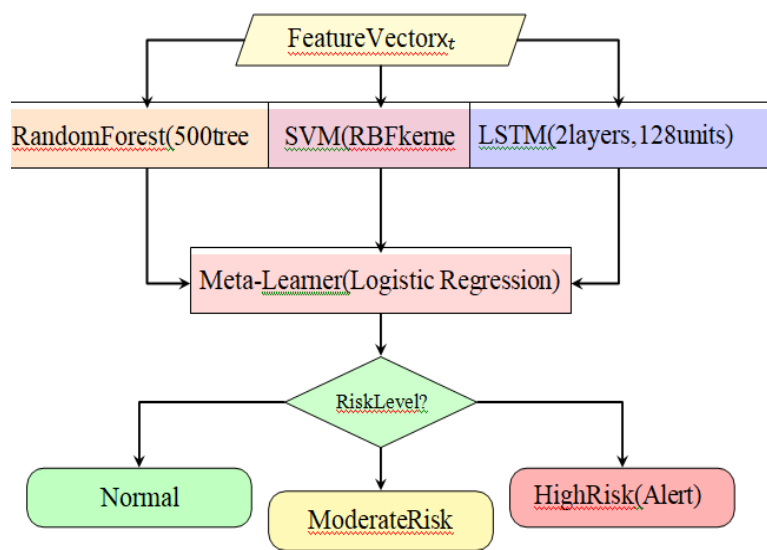 FeatureVectorxₜ
RandomForest(500tree
SVM(RBFkerne
LSTM(2layers,128units)
Meta-Learner(Logistic Regression)
RiskLevel?
Normal
ModerateRisk
HighRisk(Alert)